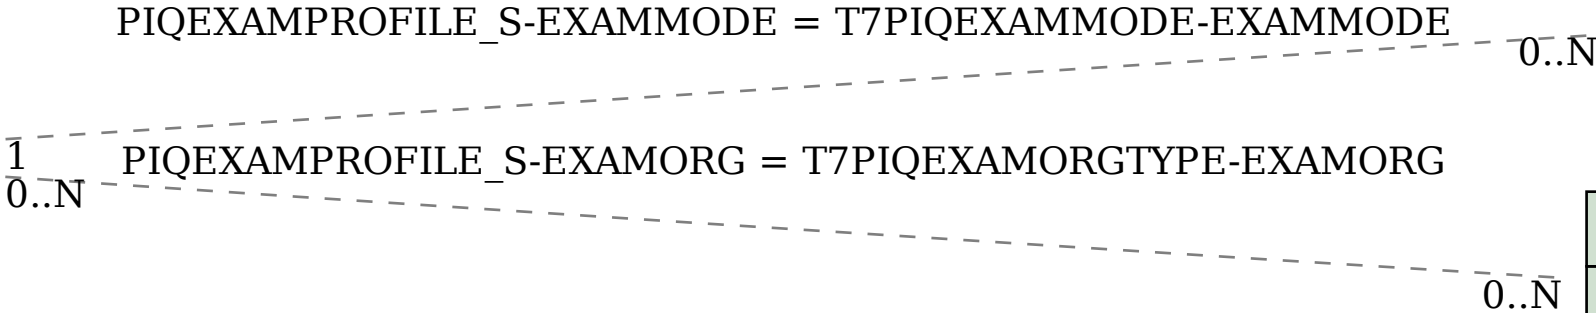 PIQEXAMPROFILE_S-EXAMMODE = T7PIQEXAMMODE-EXAMMODE
0..N
1
PIQEXAMPROFILE_S-EXAMORG = T7PIQEXAMORGTYPE-EXAMORG
0..N
0..N